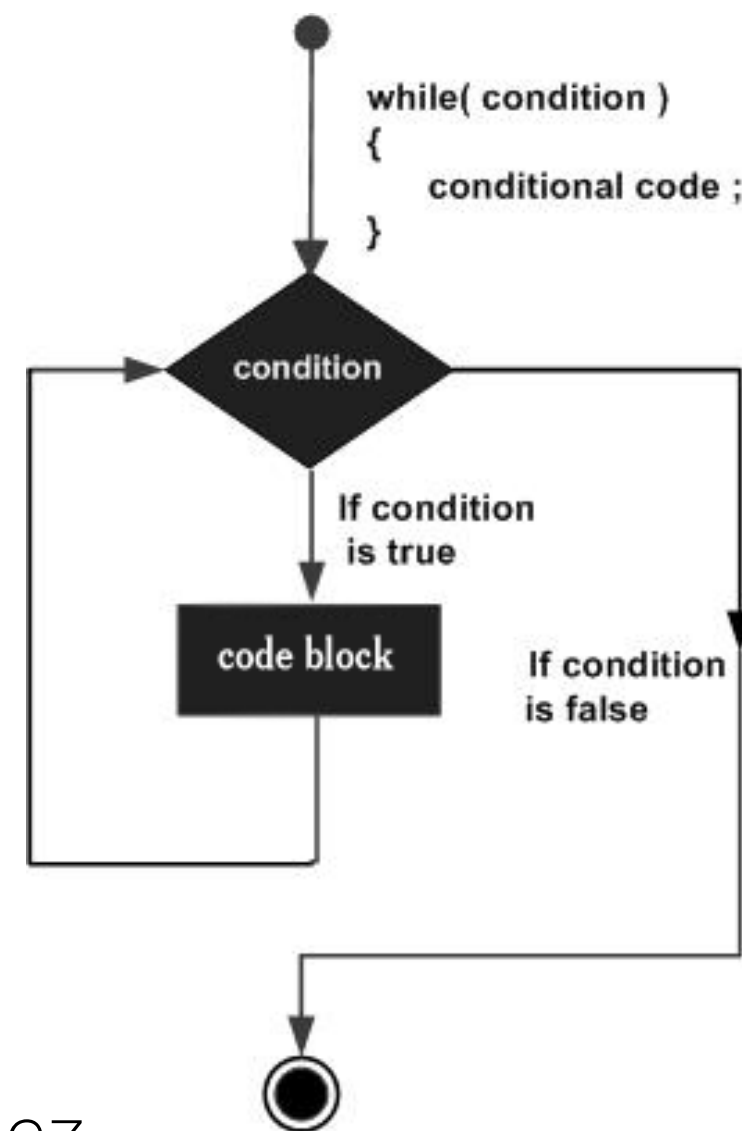 while( condition )
{
conditional code ;
}
condition
If condition
is true
code block
If condition
is false